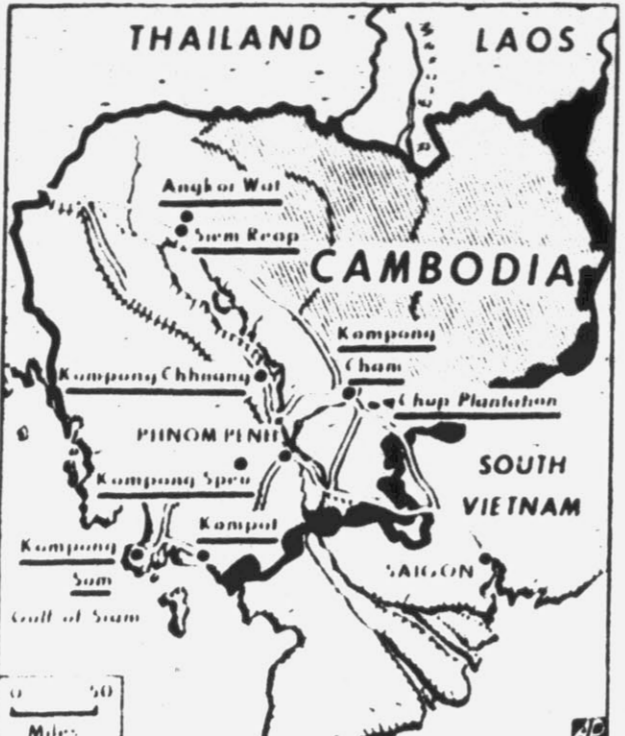 THAILAND
LAOS
Angkor Wat
Siem Reap
CAMBODIA
Kompong
Cham
Kompong Chhnang
Chup Plantation
PHNOM PENH
SOUTH
VIETNAM
Kompong Speu
Kampot
Kompong
Som
SAIGON
Gulf of Siam
0 50
Miles